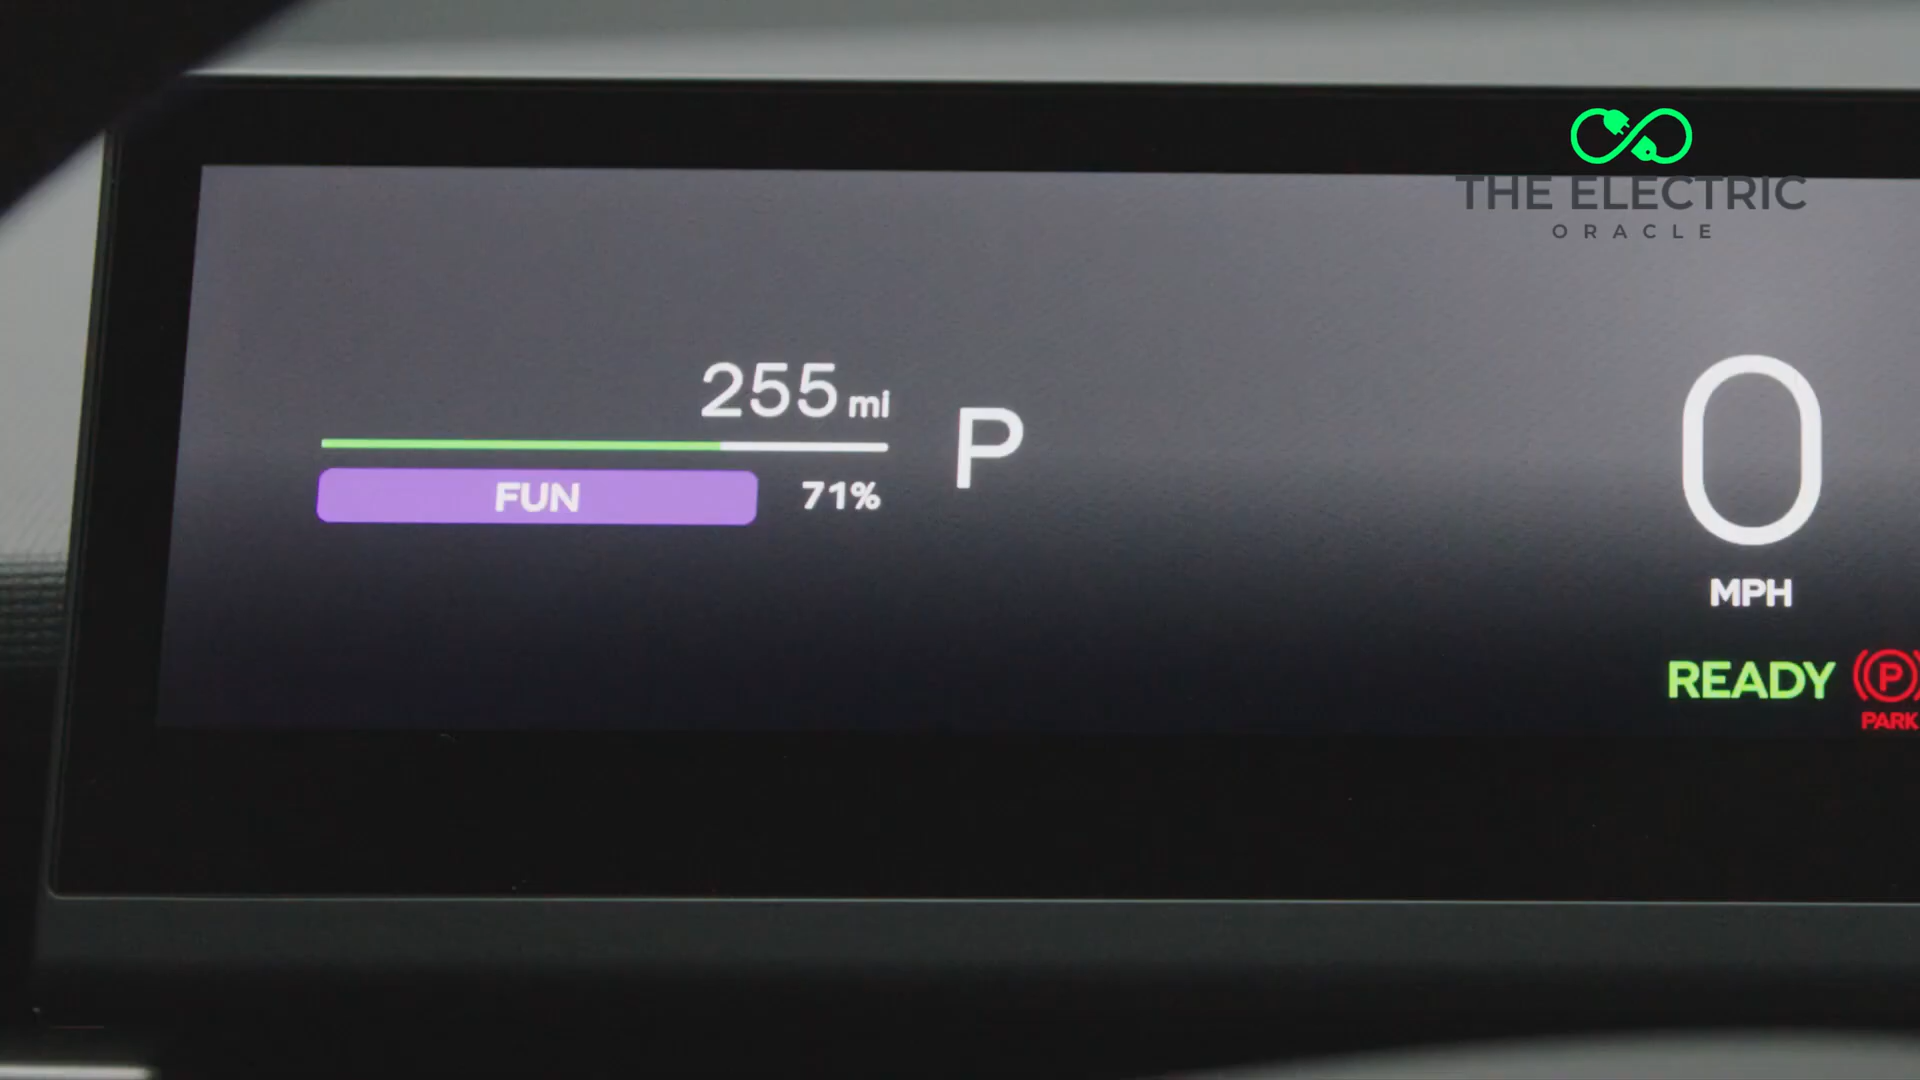 THE ELECTRIC
ORACLE
255 mi
P
FUN
71%
0
MPH
READY
P
PARK